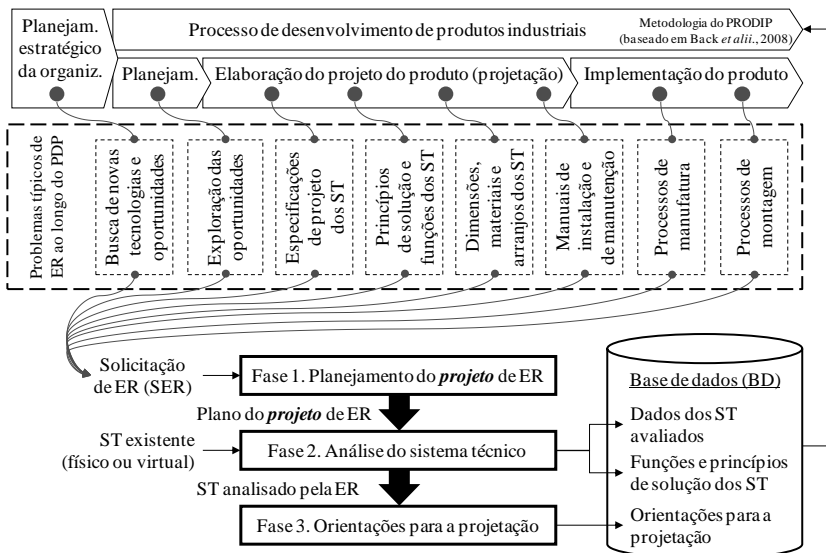 Planejam.
estratégico
da organiz.
Processo de desenvolvimento de produtos industriais
Metodologia do PRODIP
(baseado em Back et alii., 2008)
Planejam.
Elaboração do projeto do produto (projetação)
Implementação do produto
Problemas típicos de
ER ao longo do PDP
Busca de novas
tecnologias e
oportunidades
Exploração das
oportunidades
Especificações
de projeto
dos ST
Princípios
de solução e
funções dos ST
Dimensões,
materiais e
arranjos dos ST
Manuais de
instalação e
de manutenção
Processos de
manufatura
Processos de
montagem
Solicitação
de ER (SER)
Fase 1. Planejamento do projeto de ER
Plano do projeto de ER
ST existente
(físico ou virtual)
Fase 2. Análise do sistema técnico
ST analisado pela ER
Fase 3. Orientações para a projetação
Base de dados (BD)
Dados dos ST
avaliados
Funções e princípios
de solução dos ST
Orientações para a
projetação